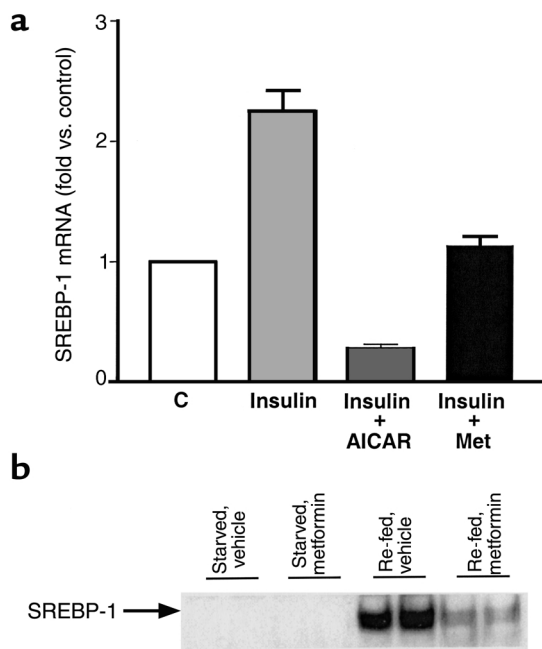 a
SREBP-1 mRNA (fold vs. control)
3
2
1
0
C
Insulin
Insulin
+
AICAR
Insulin
+
Met
b
Starved,
vehicle
Starved,
metformin
Re-fed,
vehicle
Re-fed,
metformin
SREBP-1